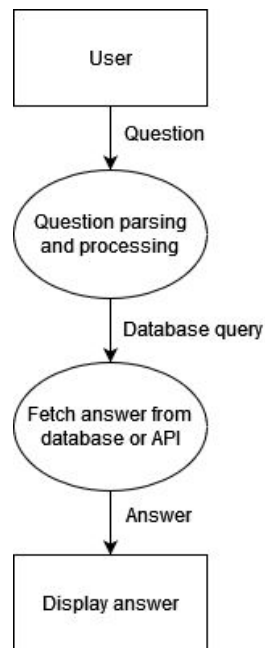 User
Question
Question parsing
and processing
Database query
Fetch answer from
database or API
Answer
Display answer